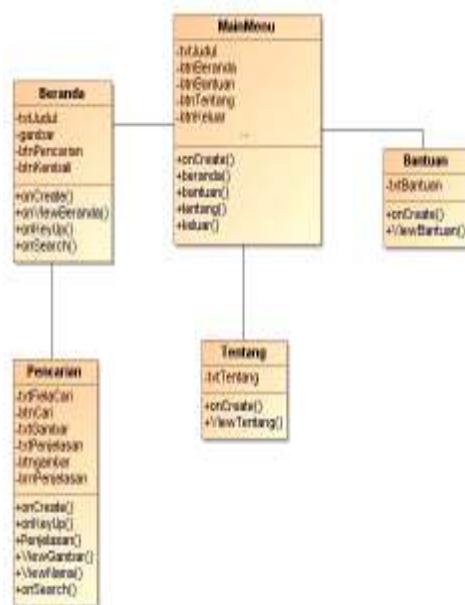 MainMenu
-txtJudul
-btnBeranda
-btnBantuan
-btnTentang
-btnKeluar
...
+onCreate()
+beranda()
+bantuan()
+tentang()
+keluar()
Beranda
-txtJudul
-gambar
-btnPencarian
-btnKembali
+onCreate()
+onViewBeranda()
+onKeyUp()
+onSearch()
Bantuan
-txtBantuan
+onCreate()
+ViewBantuan()
Tentang
-txtTentang
+onCreate()
+ViewTentang()
Pencarian
-txtFielaCari
-btnCari
-txtGambar
-txtPenjelasan
-btngambar
-btnPenjelasan
+onCreate()
+onKeyUp()
+Penjelasan()
+ViewGambar()
+ViewNama()
+onSearch()